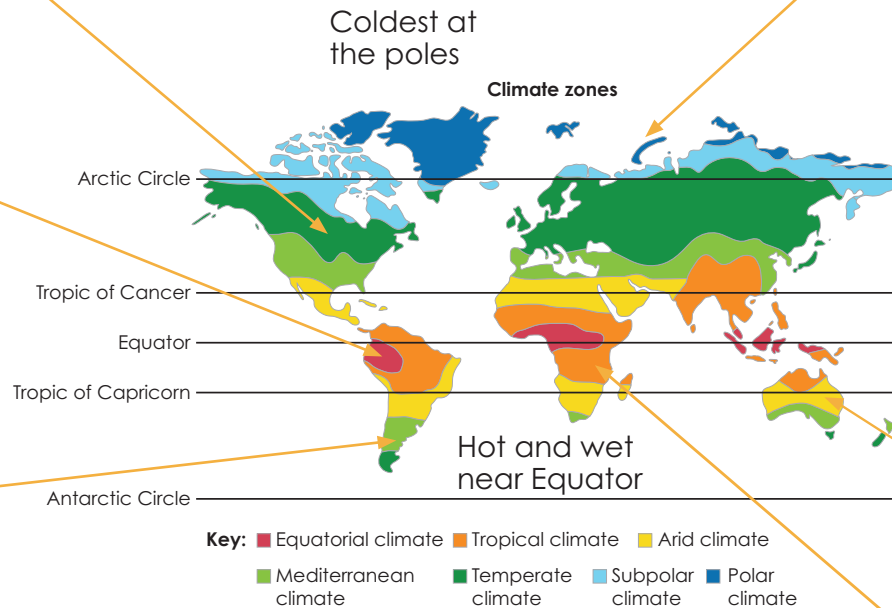 Coldest at
the poles
Climate zones
Arctic Circle
Tropic of Cancer
Equator
Tropic of Capricorn
Hot and wet
near Equator
Antarctic Circle
Key: Equatorial climate Tropical climate Arid climate
Mediterranean climate Temperate climate Subpolar climate Polar climate